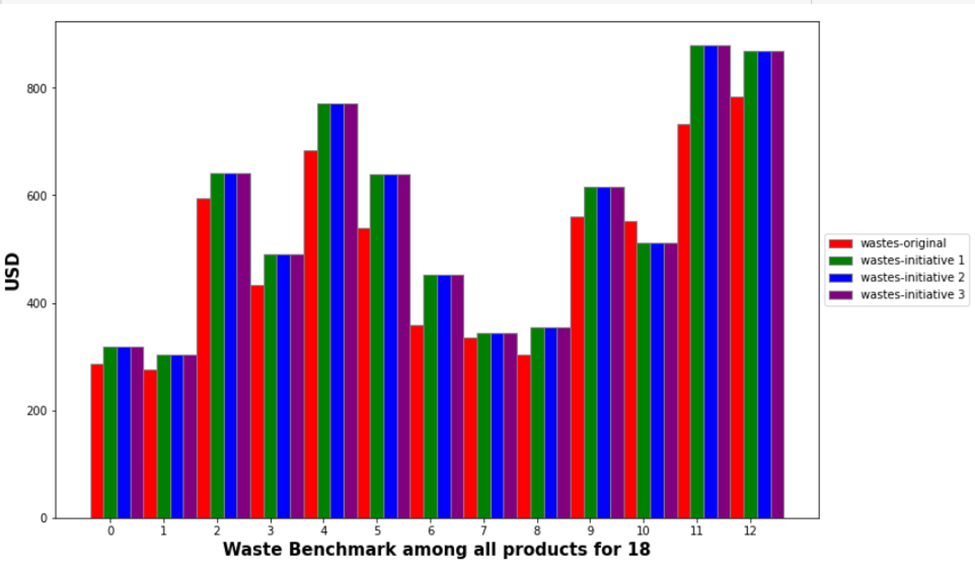 800
600
400
200
0
USD
0 1 2 3 4 5 6 7 8 9 10 11 12
Waste Benchmark among all products for 18
wastes-original
wastes-initiative 1
wastes-initiative 2
wastes-initiative 3